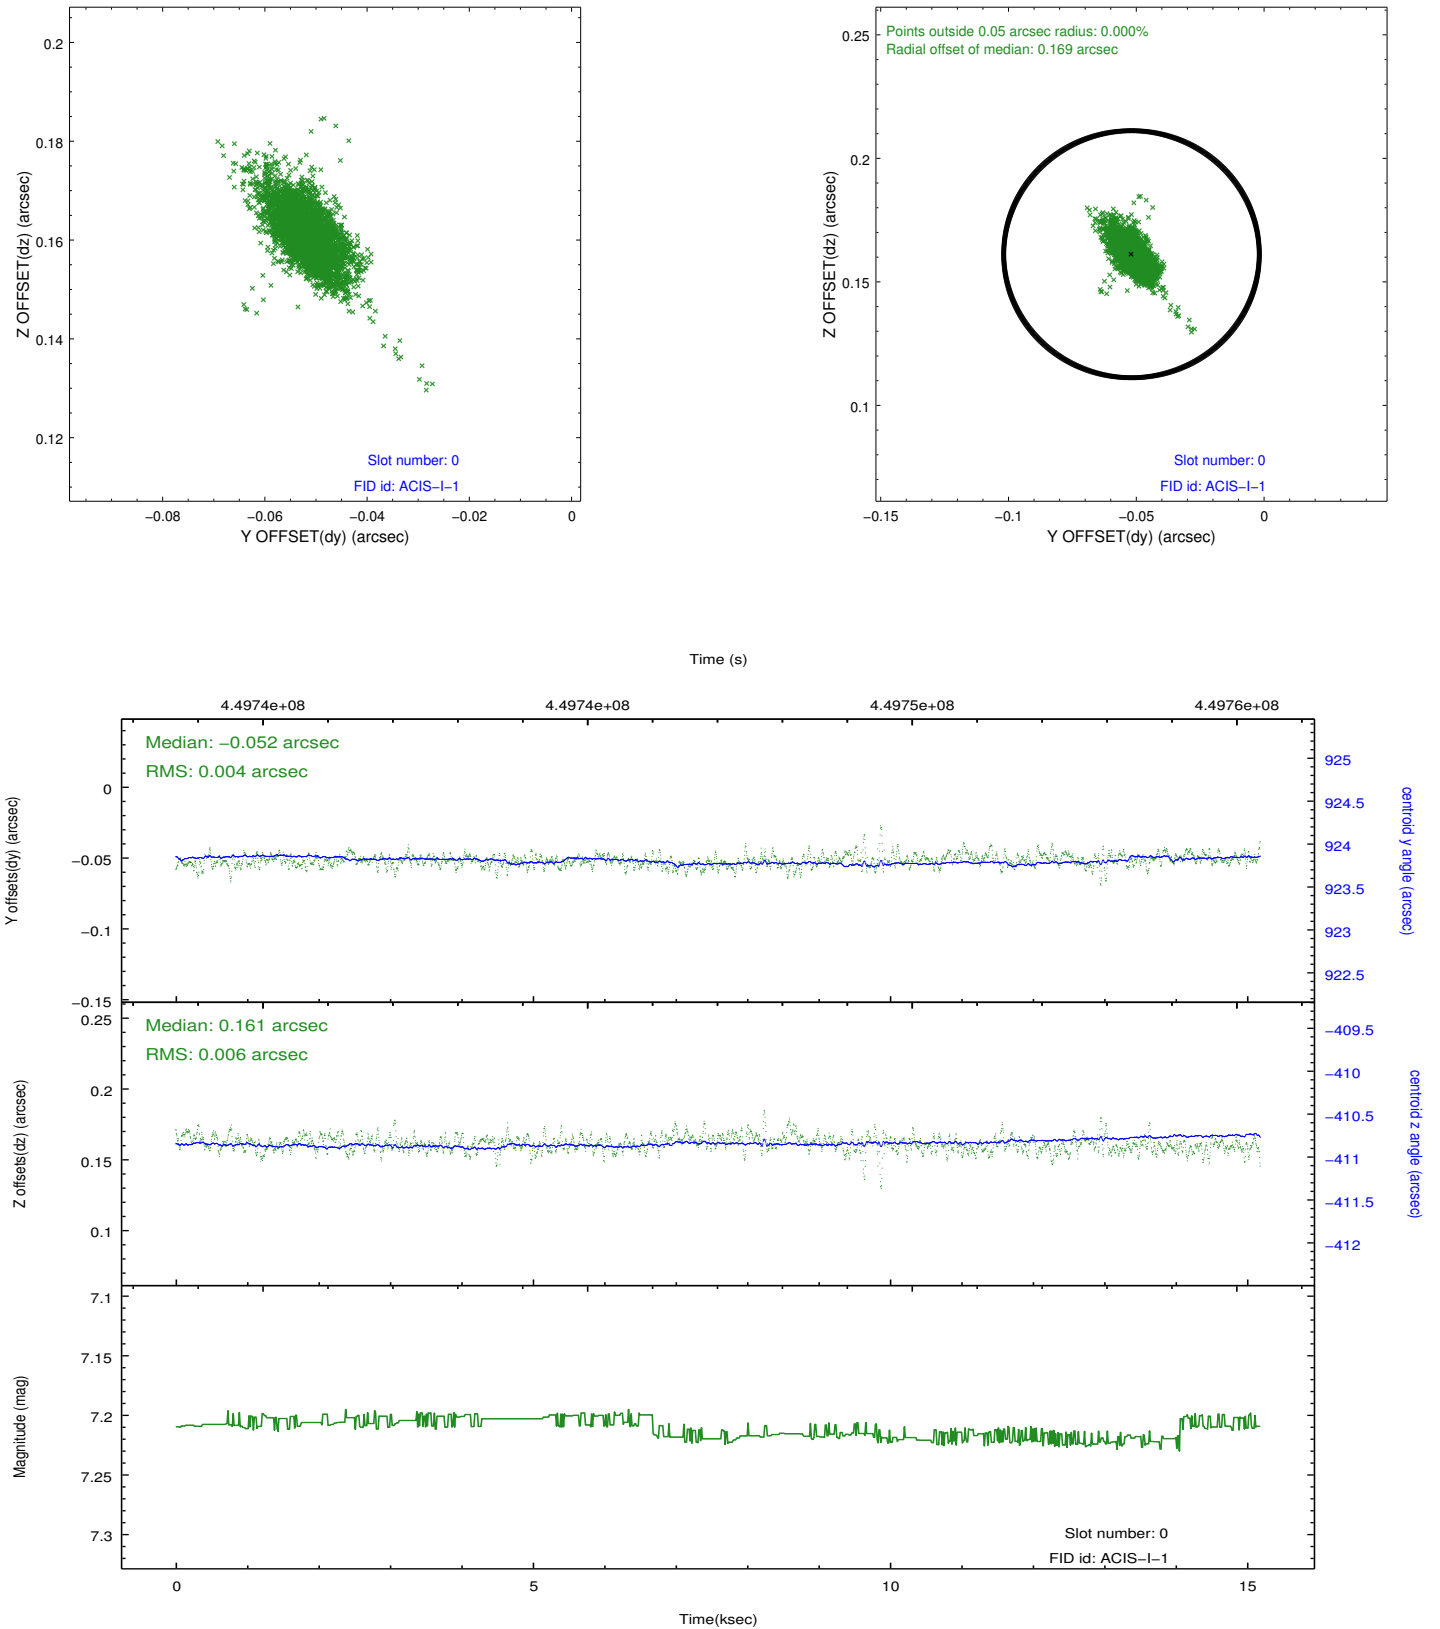 0.2
0.18
0.16
0.14
0.12
Z OFFSET(dz) (arcsec)
−0.08
−0.06
−0.04
−0.02
0
Y OFFSET(dy) (arcsec)
Slot number: 0
FID id: ACIS−I−1
Points outside 0.05 arcsec radius: 0.000%
Radial offset of median: 0.169 arcsec
0.25
0.2
0.15
0.1
Z OFFSET(dz) (arcsec)
−0.15
−0.1
−0.05
0
Y OFFSET(dy) (arcsec)
Slot number: 0
FID id: ACIS−I−1
Time (s)
4.4974e+08
4.4974e+08
4.4975e+08
4.4976e+08
Median: −0.052 arcsec
RMS: 0.004 arcsec
0
−0.05
−0.1
−0.15
Y offsets(dy) (arcsec)
925
924.5
924
923.5
923
922.5
centroid y angle (arcsec)
Median: 0.161 arcsec
RMS: 0.006 arcsec
0.25
0.2
0.15
0.1
Z offsets(dz) (arcsec)
−409.5
−410
−410.5
−411
−411.5
−412
centroid z angle (arcsec)
7.1
7.15
7.2
7.25
7.3
Magnitude (mag)
Slot number: 0
FID id: ACIS−I−1
0
5
10
15
Time(ksec)